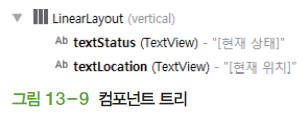 LinearLayout (vertical)
Ab textStatus (TextView) - "[현재 상태]"
Ab textLocation (TextView) - "[현재 위치]"
그림 13-9 컴포넌트 트리